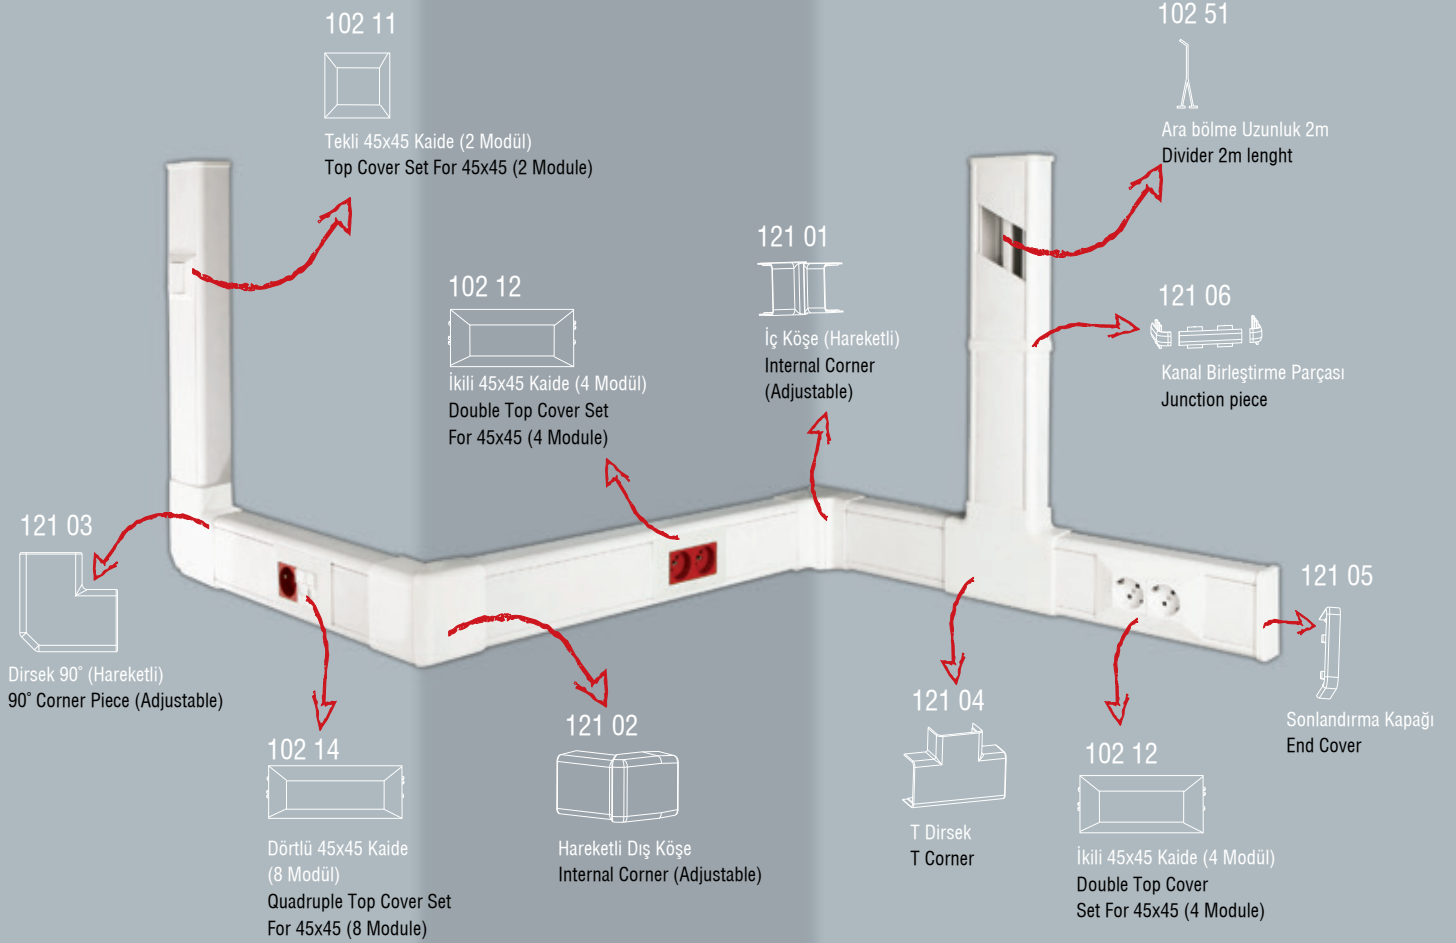 102 11
Tekli 45x45 Kaide (2 Modül)
Top Cover Set For 45x45 (2 Module)
102 51
Ara bölme Uzunluk 2m
Divider 2m lenght
102 12
İkili 45x45 Kaide (4 Modül)
Double Top Cover Set
For 45x45 (4 Module)
121 01
İç Köşe (Hareketli)
Internal Corner
(Adjustable)
121 06
Kanal Birleştirme Parçası
Junction piece
121 03
Dirsek 90° (Hareketli)
90° Corner Piece (Adjustable)
102 14
Dörtlü 45x45 Kaide
(8 Modül)
Quadruple Top Cover Set
For 45x45 (8 Module)
121 02
Hareketli Dış Köşe
Internal Corner (Adjustable)
121 04
T Dirsek
T Corner
102 12
İkili 45x45 Kaide (4 Modül)
Double Top Cover
Set For 45x45 (4 Module)
121 05
Sonlandırma Kapağı
End Cover